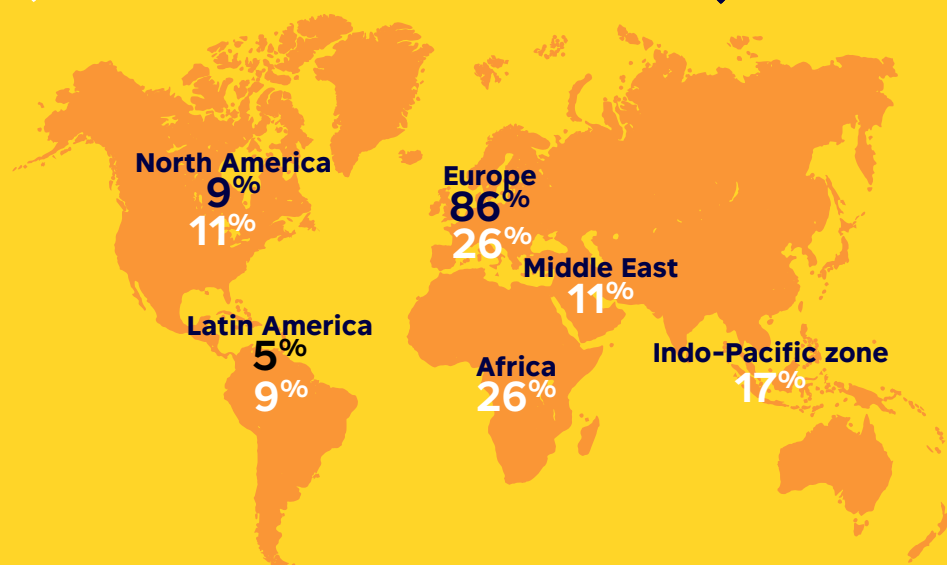 North America
9%
11%
Europe
86%
26%
Middle East
11%
Latin America
5%
9%
Africa
26%
Indo-Pacific zone
17%